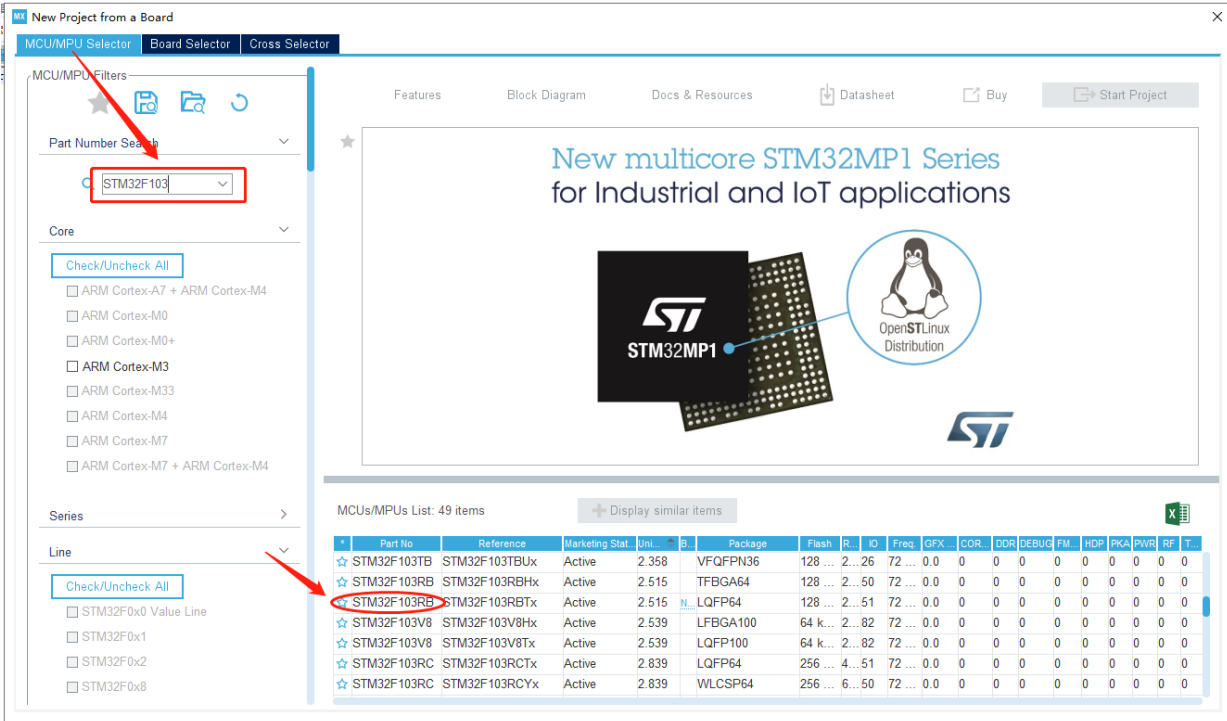 MX New Project from a Board
MCU/MPU Selector Board Selector Cross Selector
MCU/MPU Filters
Features Block Diagram Docs & Resources Datasheet Buy Start Project
Part Number Search
STM32F103
Core
Check/Uncheck All
ARM Cortex-A7 + ARM Cortex-M4
ARM Cortex-M0
ARM Cortex-M0+
ARM Cortex-M3
ARM Cortex-M33
ARM Cortex-M4
ARM Cortex-M7
ARM Cortex-M7 + ARM Cortex-M4
Series
Line
Check/Uncheck All
STM32F0x0 Value Line
STM32F0x1
STM32F0x2
STM32F0x8
New multicore STM32MP1 Series
for Industrial and IoT applications
ST
STM32MP1
OpenSTLinux
Distribution
ST
MCUs/MPUs List: 49 items Display similar items
* Part No Reference Marketing Stat... Uni... B... Package Flash R... IO Freq. GFX ... COR... DDR DEBUG FM... HDP PKA PWR RF T...
STM32F103TB STM32F103TBUx Active 2.358 VFQFPN36 128 ... 2... 26 72 ... 0.0 0 0 0 0 0 0 0 0 0
STM32F103RB STM32F103RBHx Active 2.515 TFBGA64 128 ... 2... 50 72 ... 0.0 0 0 0 0 0 0 0 0 0
STM32F103RB STM32F103RBTx Active 2.515 N... LQFP64 128 ... 2... 51 72 ... 0.0 0 0 0 0 0 0 0 0 0
STM32F103V8 STM32F103V8Hx Active 2.539 LFBGA100 64 k... 2... 82 72 ... 0.0 0 0 0 0 0 0 0 0 0
STM32F103V8 STM32F103V8Tx Active 2.539 LQFP100 64 k... 2... 82 72 ... 0.0 0 0 0 0 0 0 0 0 0
STM32F103RC STM32F103RCTx Active 2.839 LQFP64 256 ... 4... 51 72 ... 0.0 0 0 0 0 0 0 0 0 0
STM32F103RC STM32F103RCYx Active 2.839 WLCSP64 256 ... 6... 50 72 ... 0.0 0 0 0 0 0 0 0 0 0